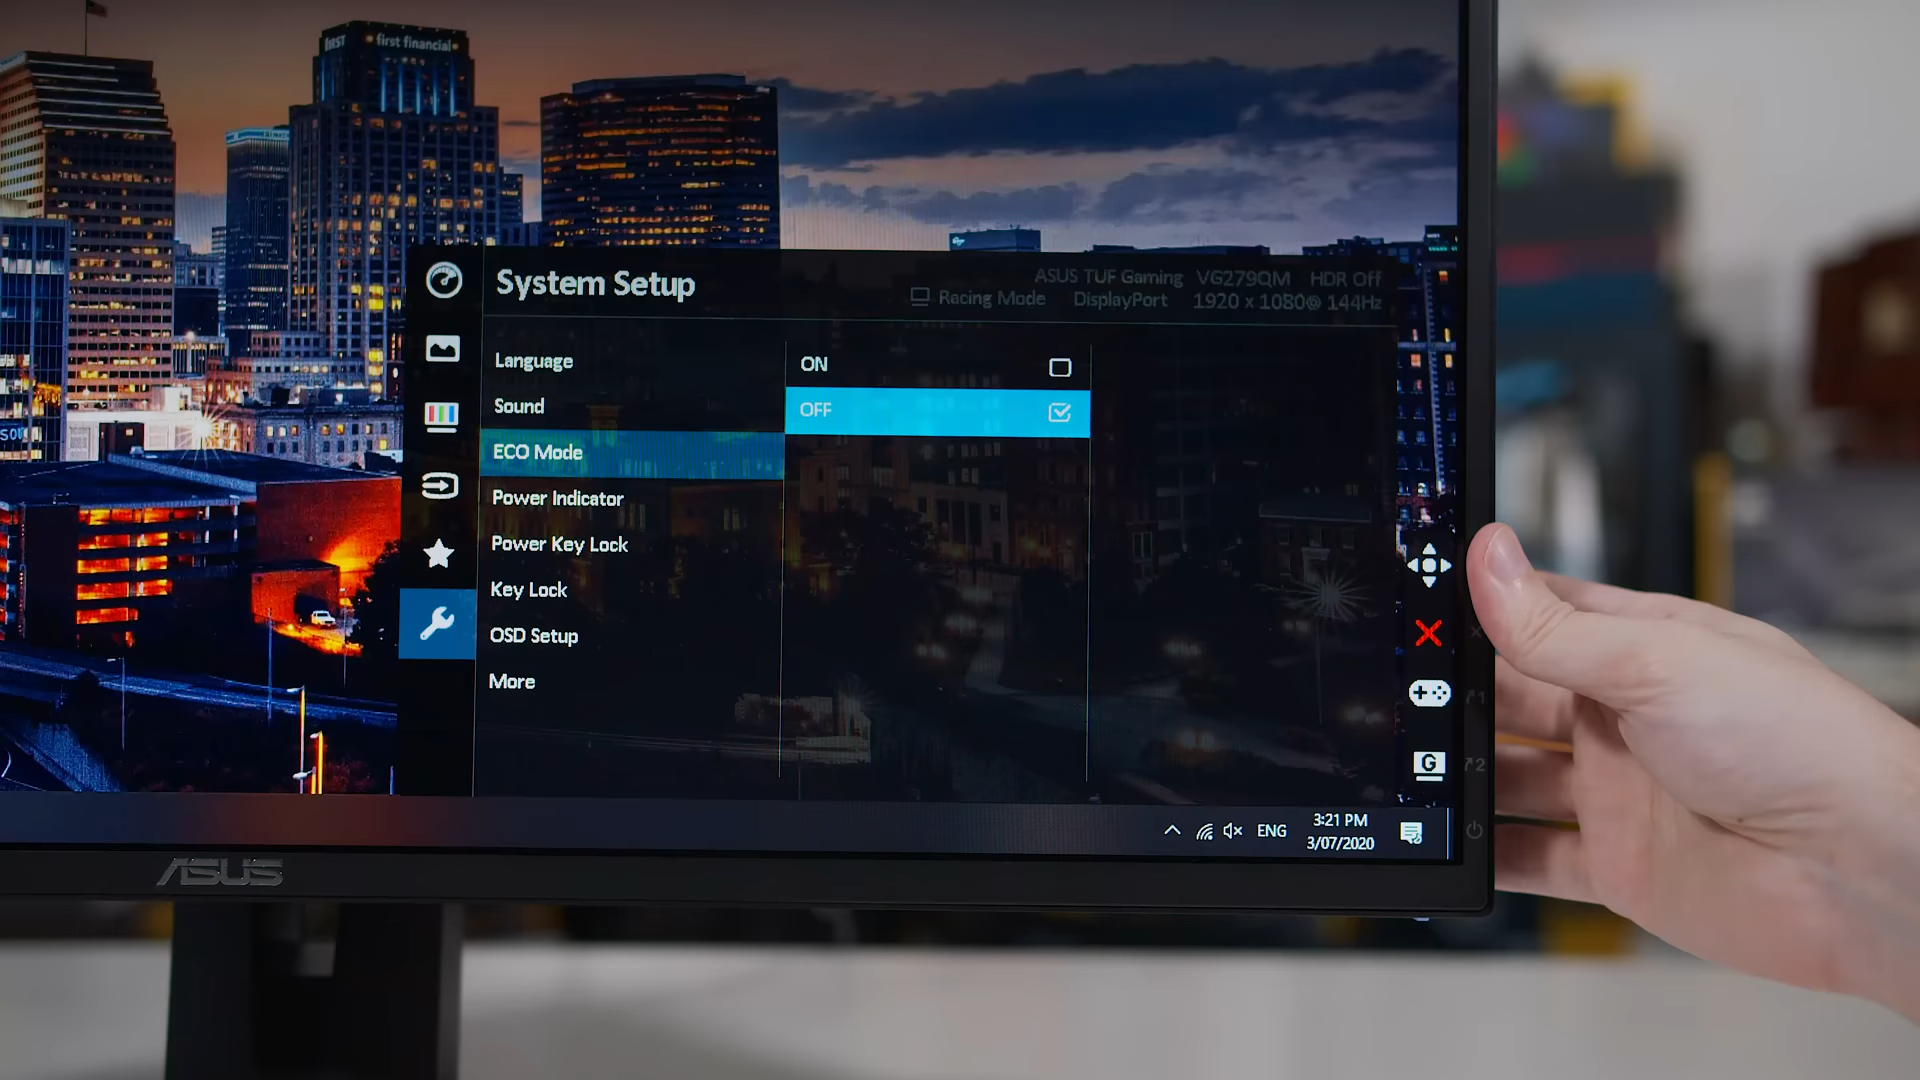 first financial
System Setup
ASUS TUF Gaming VG279QM HDR Off
Racing Mode DisplayPort 1920 x 1080@ 144Hz
Language
Sound
ECO Mode
Power Indicator
Power Key Lock
Key Lock
OSD Setup
More
ON
OFF
G
1
2
ENG
3:21 PM
3/07/2020
ASUS